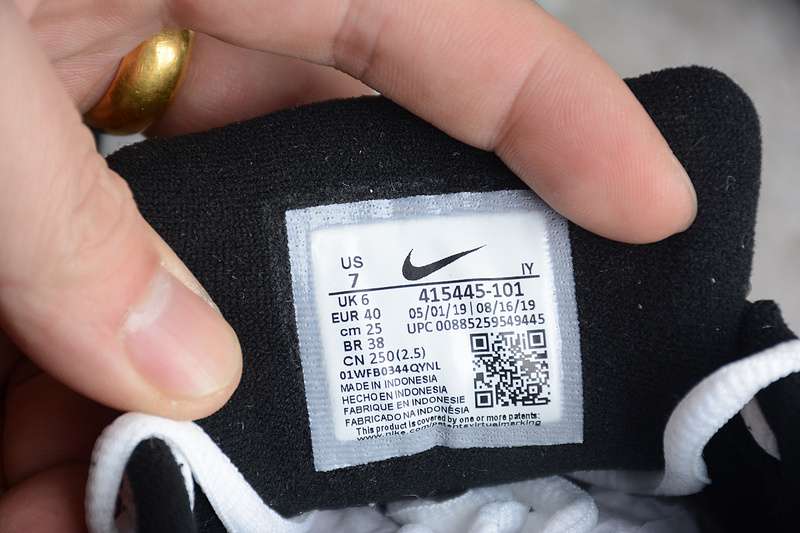 US
7
IY
UK 6
415445-101
EUR 40
05/01/19 | 08/16/19
cm 25
UPC 00885259549445
BR 38
CN 250(2.5)
01WFB0344QYNL
MADE IN INDONESIA
HECHO EN INDONESIA
FABRIQUE EN INDONESIE
FABRICADO NA INDONESIA
This product is covered by one or more patents: